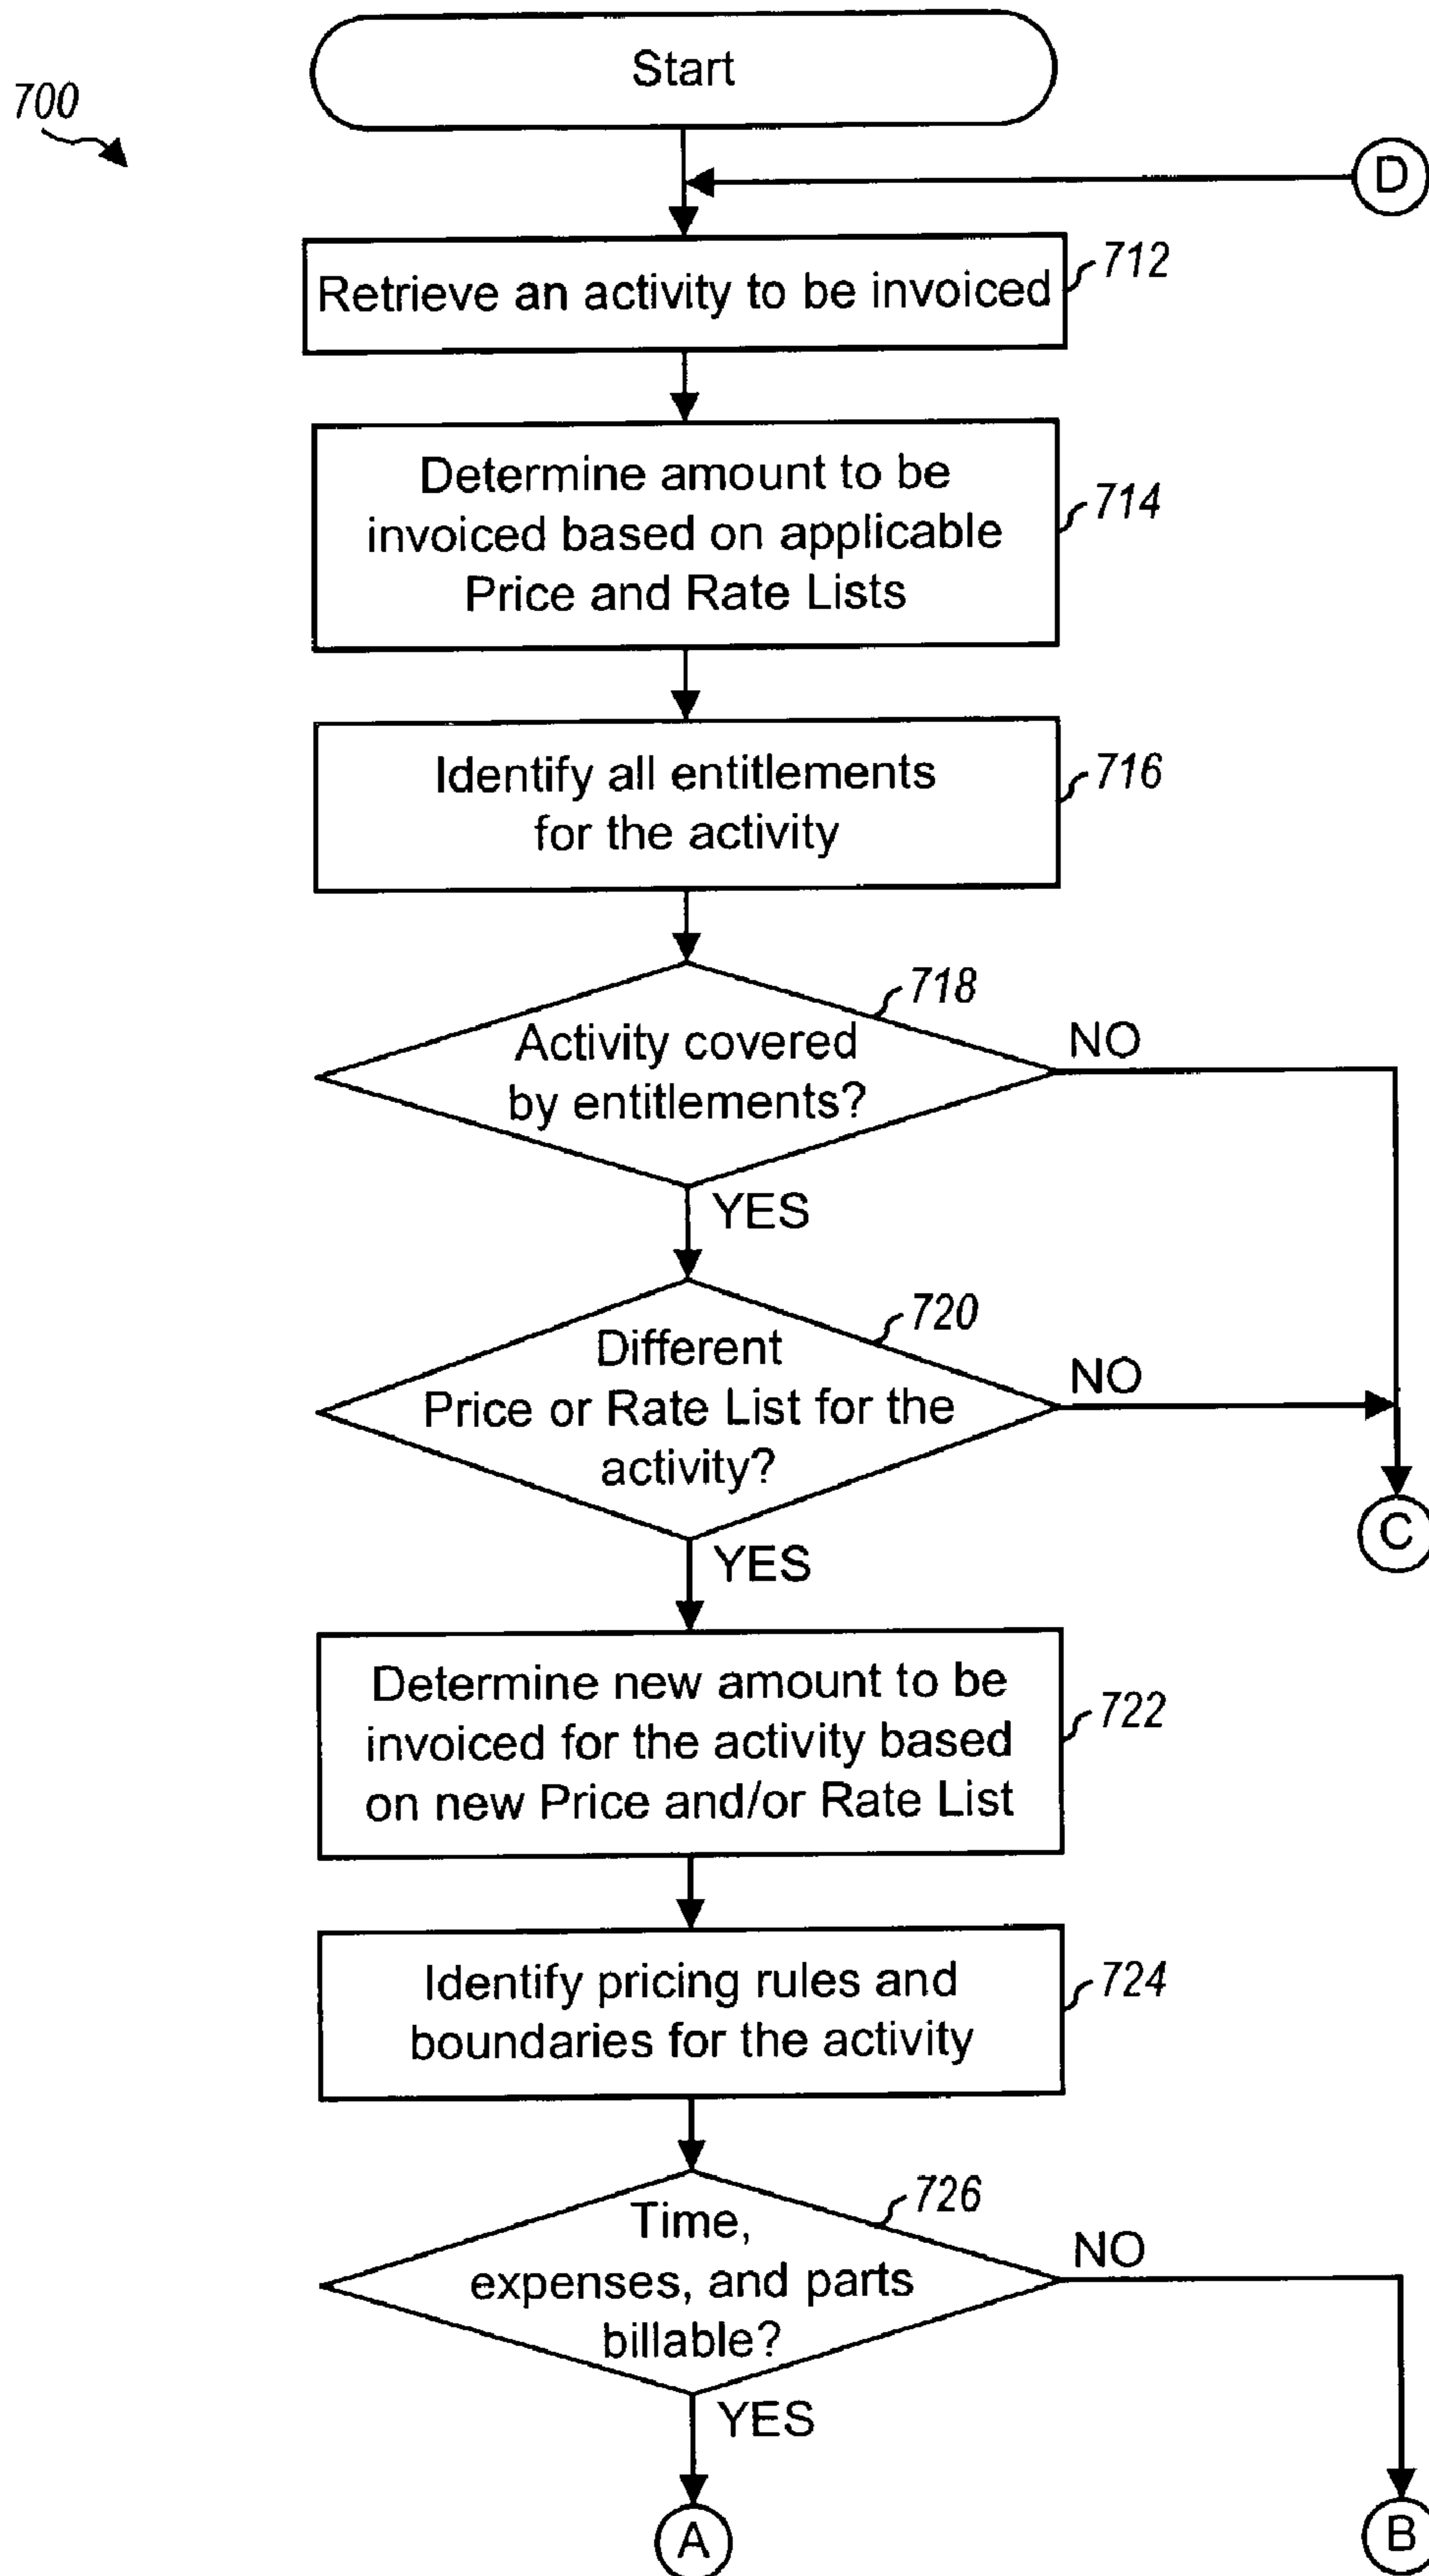 Start
700
D
Retrieve an activity to be invoiced
712
Determine amount to be
invoiced based on applicable
Price and Rate Lists
714
Identify all entitlements
for the activity
716
718
Activity covered
by entitlements?
NO
YES
720
Different
Price or Rate List for the
activity?
NO
C
YES
Determine new amount to be
invoiced for the activity based
on new Price and/or Rate List
722
Identify pricing rules and
boundaries for the activity
724
726
Time,
expenses, and parts
billable?
NO
YES
A
B